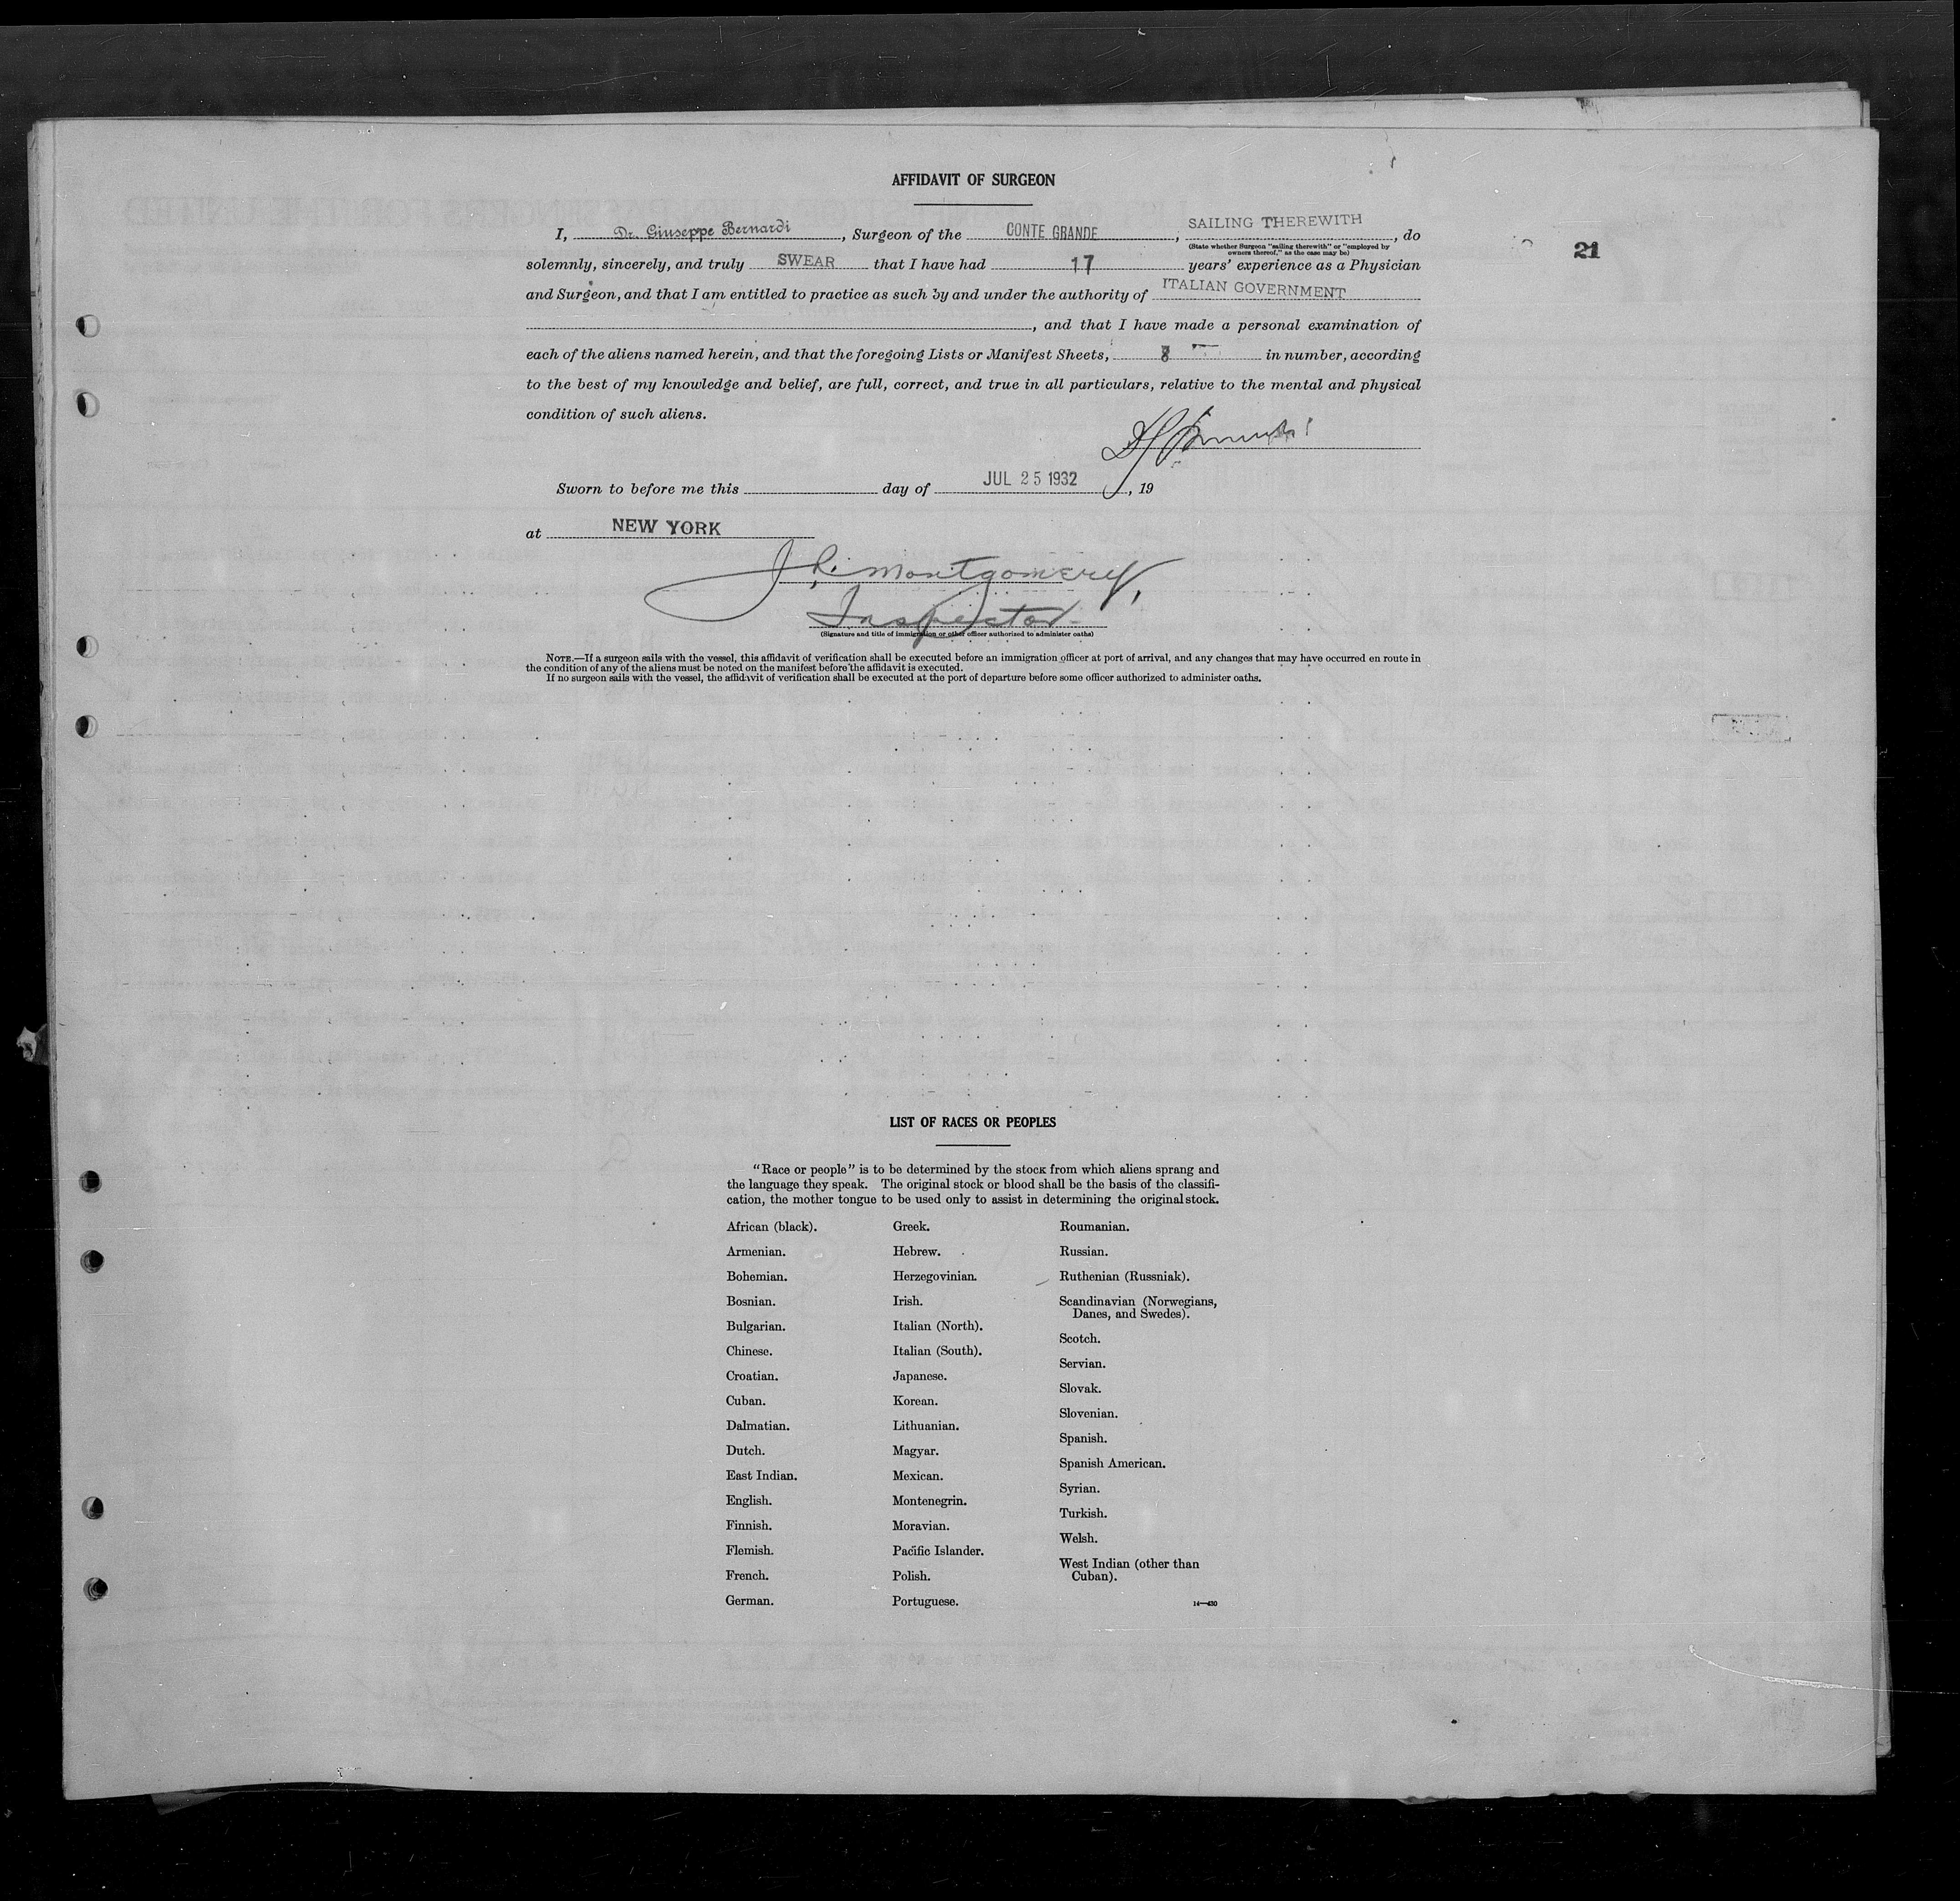 AFFIDAVIT OF SURGEON
I, Dr. Giuseppe Bernardi, Surgeon of the CONTE GRANDE, SAILING THEREWITH, do
(State whether Surgeon "sailing therewith" or "employed by
owners thereof," as the case may be)
21
solemnly, sincerely, and truly SWEAR that I have had 17 years' experience as a Physician
and Surgeon, and that I am entitled to practice as such by and under the authority of ITALIAN GOVERNMENT
, and that I have made a personal examination of
each of the aliens named herein, and that the foregoing Lists or Manifest Sheets, 8 in number, according
to the best of my knowledge and belief, are full, correct, and true in all particulars, relative to the mental and physical
condition of such aliens.
Sworn to before me this day of JUL 25 1932, 19
at NEW YORK
Montgomery,
Inspector
(Signature and title of immigration or other officer authorized to administer oaths)
NOTE.—If a surgeon sails with the vessel, this affidavit of verification shall be executed before an immigration officer at port of arrival, and any changes that may have occurred en route in
the condition of any of the aliens must be noted on the manifest before the affidavit is executed.
If no surgeon sails with the vessel, the affidavit of verification shall be executed at the port of departure before some officer authorized to administer oaths.
LIST OF RACES OR PEOPLES
"Race or people" is to be determined by the stock from which aliens sprang and
the language they speak. The original stock or blood shall be the basis of the classifi-
cation, the mother tongue to be used only to assist in determining the original stock.
African (black).
Armenian.
Bohemian.
Bosnian.
Bulgarian.
Chinese.
Croatian.
Cuban.
Dalmatian.
Dutch.
East Indian.
English.
Finnish.
Flemish.
French.
German.
Greek.
Hebrew.
Herzegovinian.
Irish.
Italian (North).
Italian (South).
Japanese.
Korean.
Lithuanian.
Magyar.
Mexican.
Montenegrin.
Moravian.
Pacific Islander.
Polish.
Portuguese.
Roumanian.
Russian.
Ruthenian (Russniak).
Scandinavian (Norwegians,
Danes, and Swedes).
Scotch.
Servian.
Slovak.
Slovenian.
Spanish.
Spanish American.
Syrian.
Turkish.
Welsh.
West Indian (other than
Cuban).
14—430